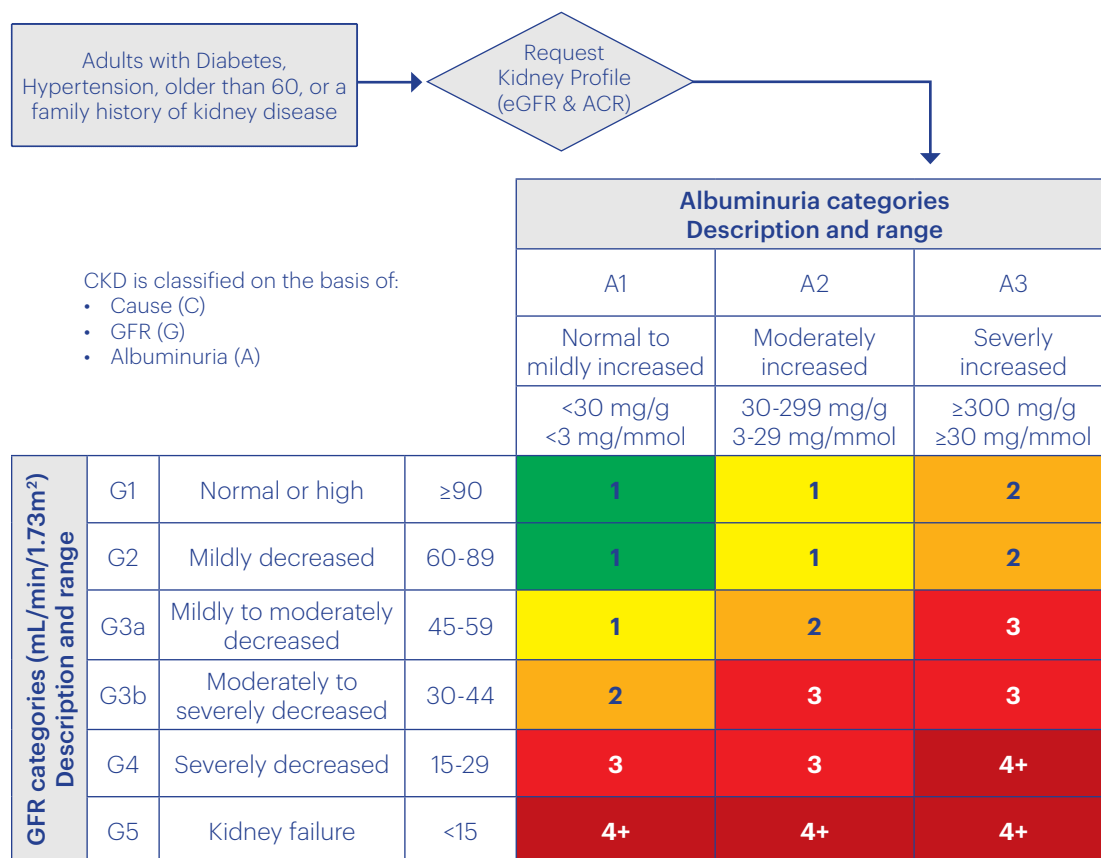 Adults with Diabetes,
Hypertension, older than 60, or a
family history of kidney disease
Request
Kidney Profile
(eGFR & ACR)
Albuminuria categories
Description and range
CKD is classified on the basis of:
• Cause (C)
• GFR (G)
• Albuminuria (A)
A1
A2
A3
Normal to
mildly increased
Moderately
increased
Severly
increased
<30 mg/g
<3 mg/mmol
30-299 mg/g
3-29 mg/mmol
≥300 mg/g
≥30 mg/mmol
GFR categories (mL/min/1.73m²)
Description and range
G1 Normal or high ≥90 1 1 2
G2 Mildly decreased 60-89 1 1 2
G3a Mildly to moderately
decreased 45-59 1 2 3
G3b Moderately to
severely decreased 30-44 2 3 3
G4 Severely decreased 15-29 3 3 4+
G5 Kidney failure <15 4+ 4+ 4+